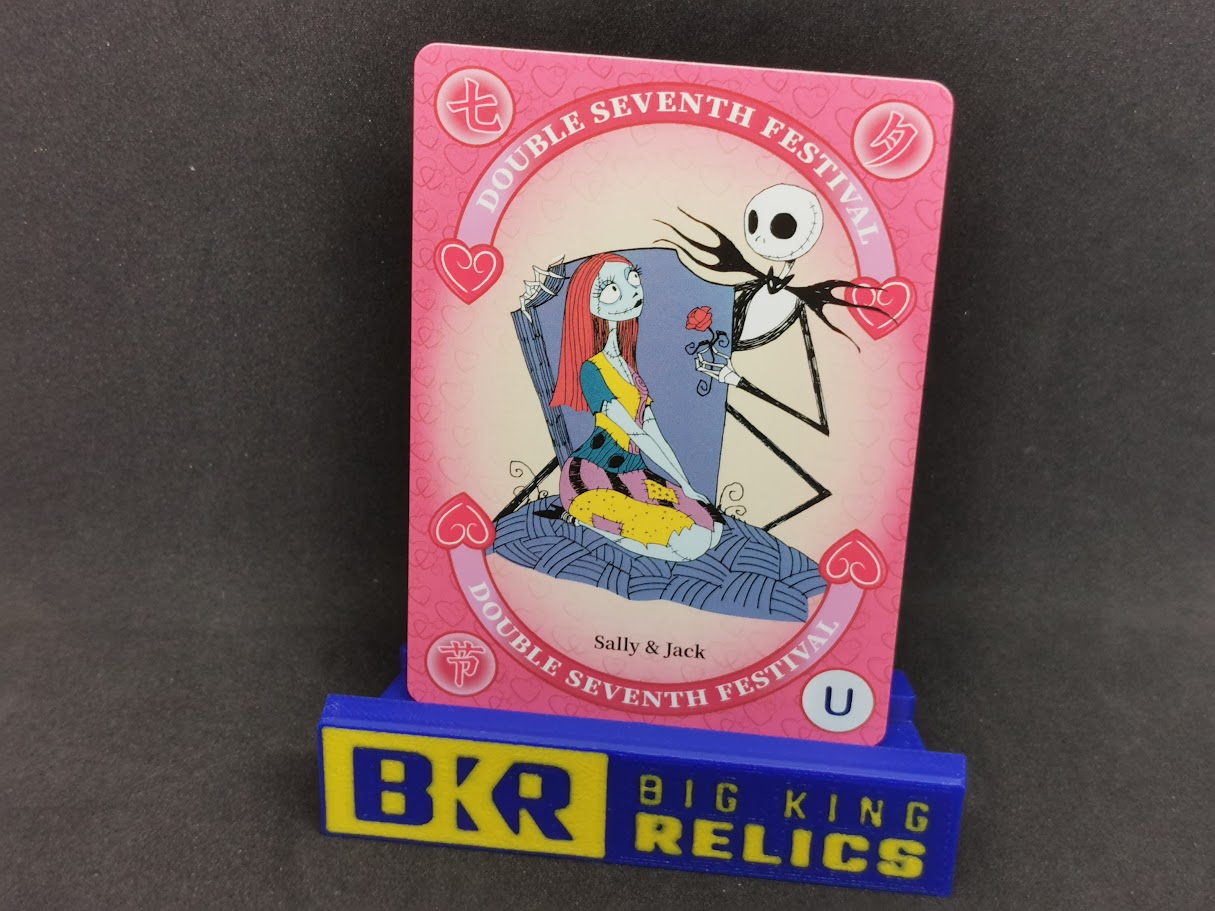 七
夕
DOUBLE SEVENTH FESTIVAL
Sally & Jack
DOUBLE SEVENTH FESTIVAL
节
U
BKR
BIG KING
RELICS